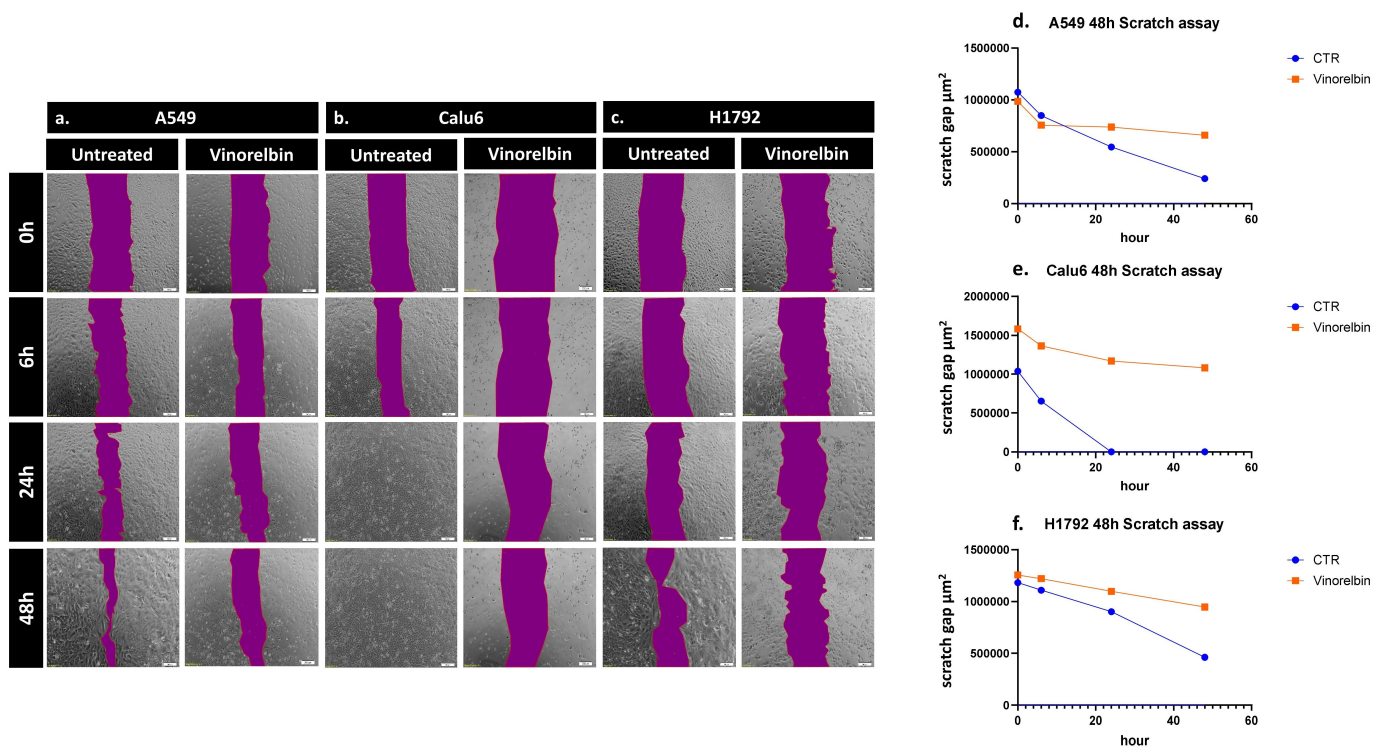 a. A549
b. Calu6
c. H1792
Untreated Vinorelbin Untreated Vinorelbin Untreated Vinorelbin
0h
6h
24h
48h
d. A549 48h Scratch assay
scratch gap µm²
1500000
1000000
500000
0
0 20 40 60
hour
CTR
Vinorelbin
e. Calu6 48h Scratch assay
scratch gap µm²
2000000
1500000
1000000
500000
0
0 20 40 60
hour
CTR
Vinorelbin
f. H1792 48h Scratch assay
scratch gap µm²
1500000
1000000
500000
0
0 20 40 60
hour
CTR
Vinorelbin